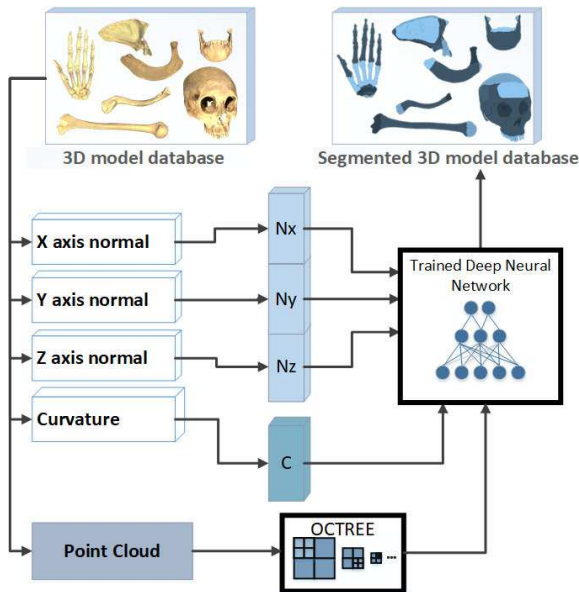 3D model database
Segmented 3D model database
X axis normal
Nx
Y axis normal
Ny
Z axis normal
Nz
Curvature
C
Trained Deep Neural
Network
Point Cloud
OCTREE
...